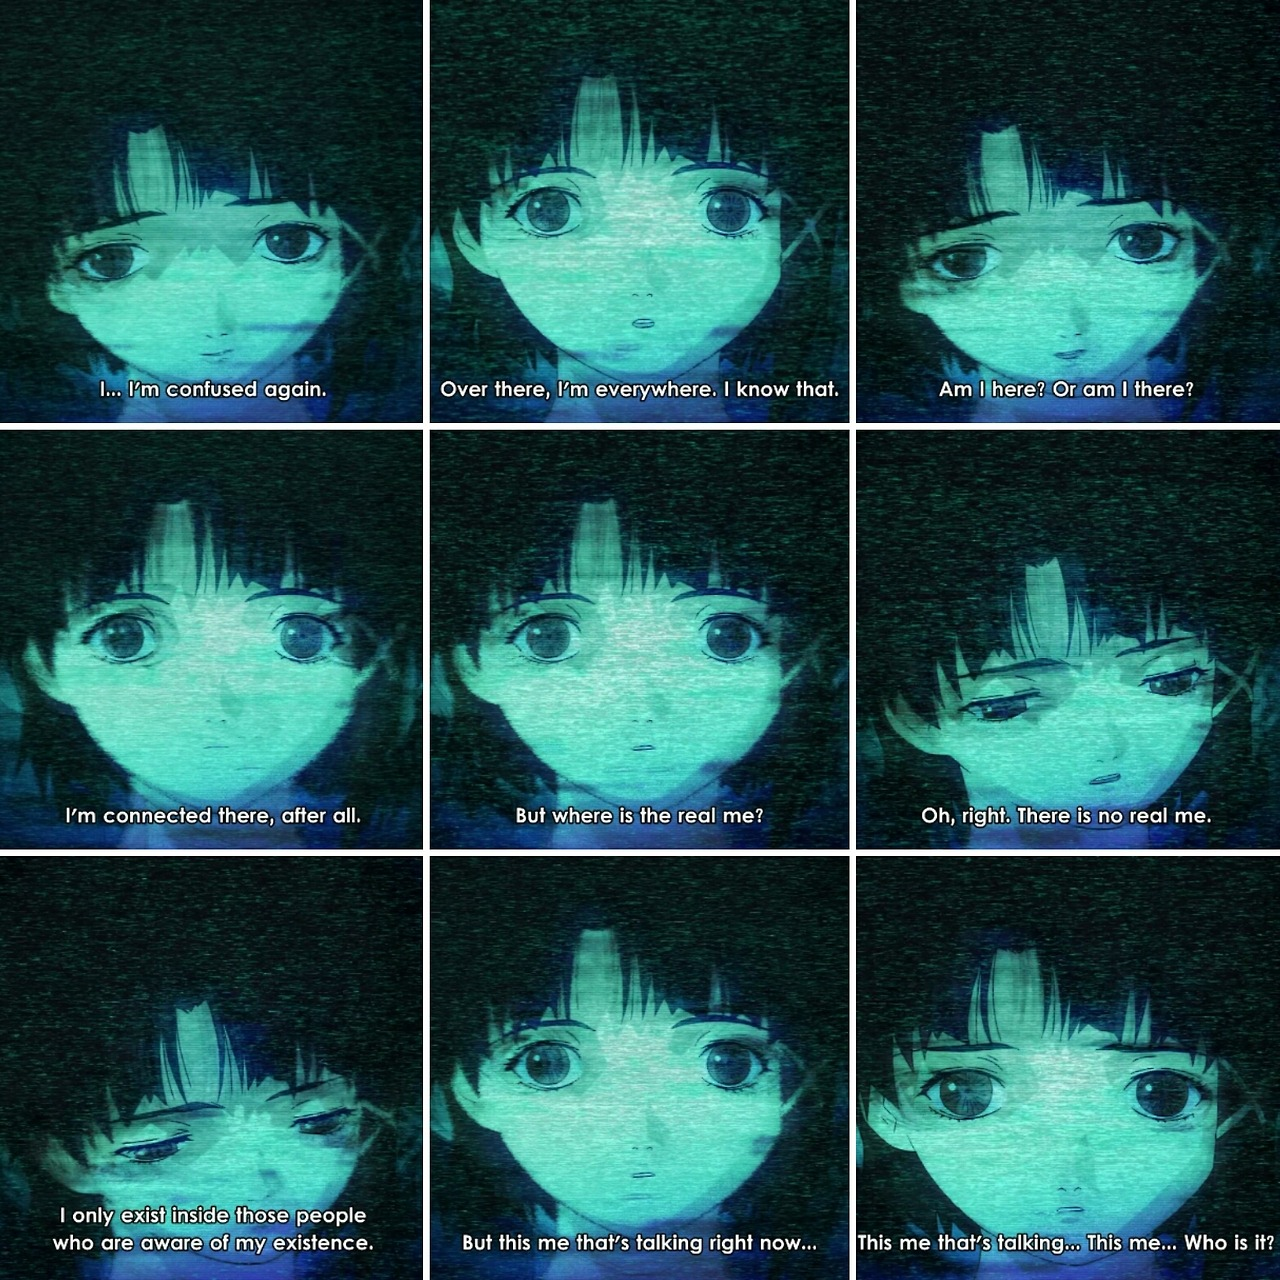 I... I'm confused again.
Over there, I'm everywhere. I know that.
Am I here? Or am I there?
I'm connected there, after all.
But where is the real me?
Oh, right. There is no real me.
I only exist inside those people
who are aware of my existence.
But this me that's talking right now...
This me that's talking... This me... Who is it?